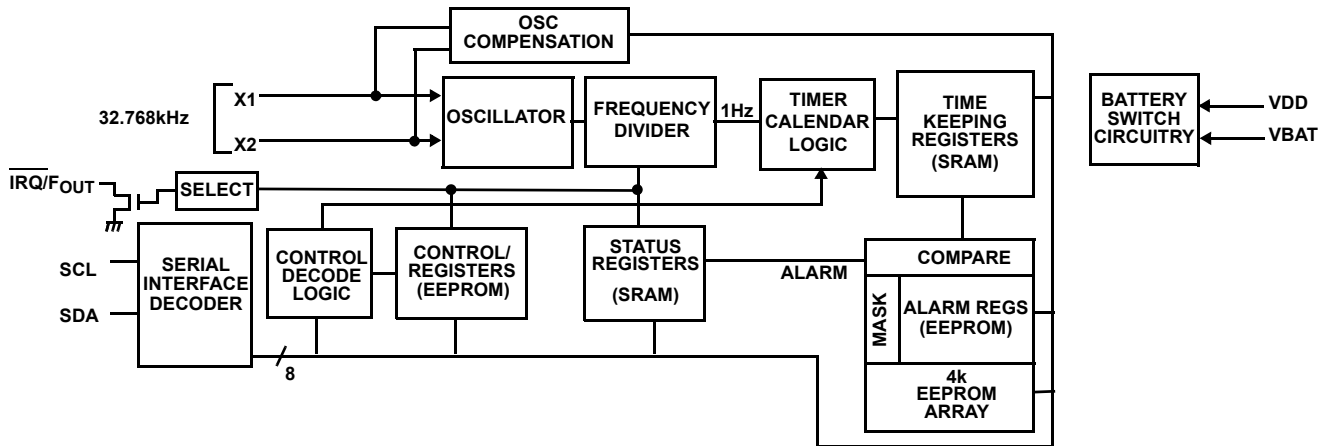 OSC
COMPENSATION
32.768kHz
X1
X2
OSCILLATOR
FREQUENCY
DIVIDER
1Hz
TIMER
CALENDAR
LOGIC
TIME
KEEPING
REGISTERS
(SRAM)
BATTERY
SWITCH
CIRCUITRY
VDD
VBAT
IRQ/FOUT
SELECT
SCL
SDA
SERIAL
INTERFACE
DECODER
CONTROL
DECODE
LOGIC
CONTROL/
REGISTERS
(EEPROM)
STATUS
REGISTERS
(SRAM)
ALARM
COMPARE
MASK
ALARM REGS
(EEPROM)
4k
EEPROM
ARRAY
8